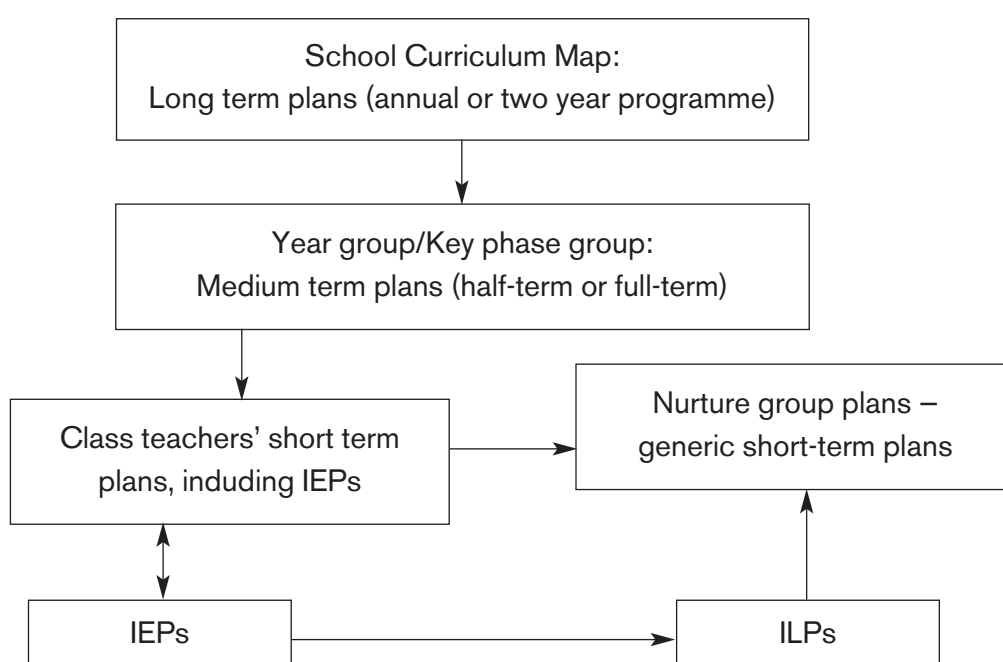 School Curriculum Map:
Long term plans (annual or two year programme)
Year group/Key phase group:
Medium term plans (half-term or full-term)
Class teachers’ short term
plans, induding IEPs
Nurture group plans –
generic short-term plans
IEPs
ILPs